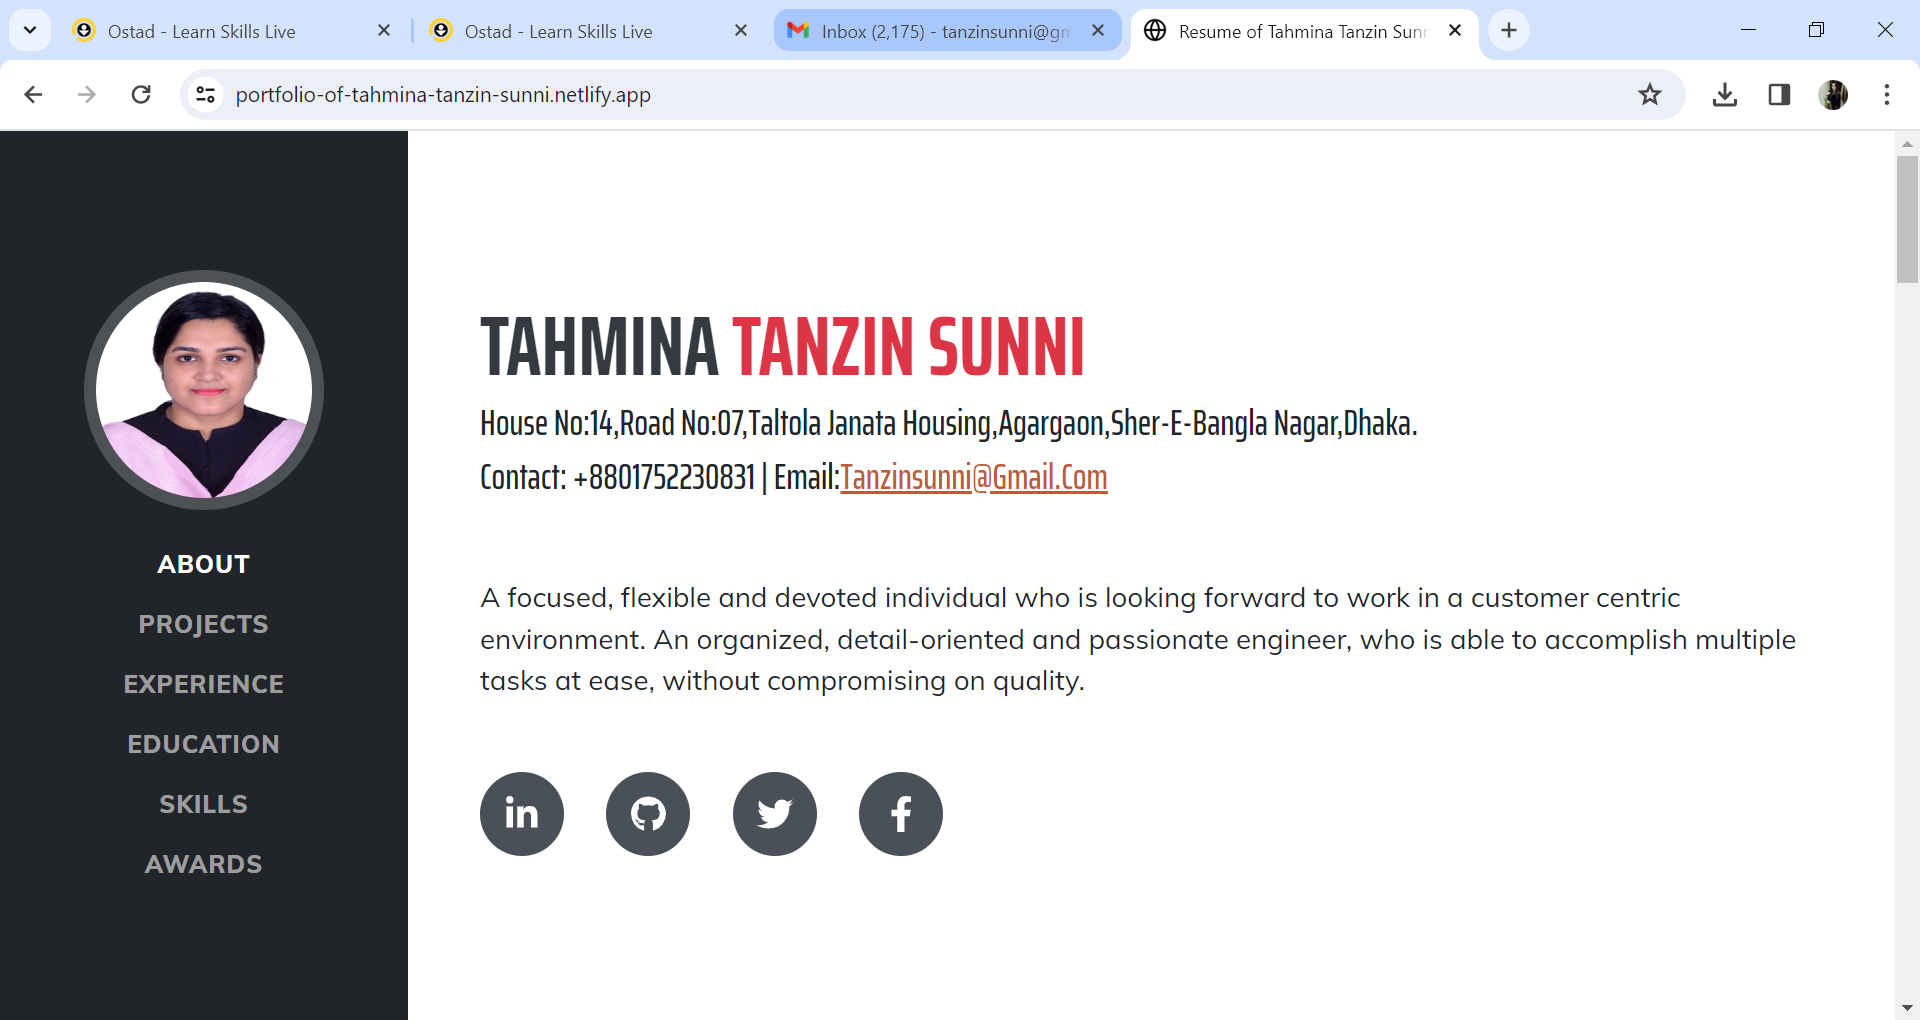 Ostad - Learn Skills Live
Ostad - Learn Skills Live
Inbox (2,175) - tanzinsunni@gm
Resume of Tahmina Tanzin Sunn
portfolio-of-tahmina-tanzin-sunni.netlify.app
ABOUT
PROJECTS
EXPERIENCE
EDUCATION
SKILLS
AWARDS
TAHMINA TANZIN SUNNI
House No:14,Road No:07,Taltola Janata Housing,Agargaon,Sher-E-Bangla Nagar,Dhaka.
Contact: +8801752230831 | Email:Tanzinsunni@Gmail.Com
A focused, flexible and devoted individual who is looking forward to work in a customer centric
environment. An organized, detail-oriented and passionate engineer, who is able to accomplish multiple
tasks at ease, without compromising on quality.
in